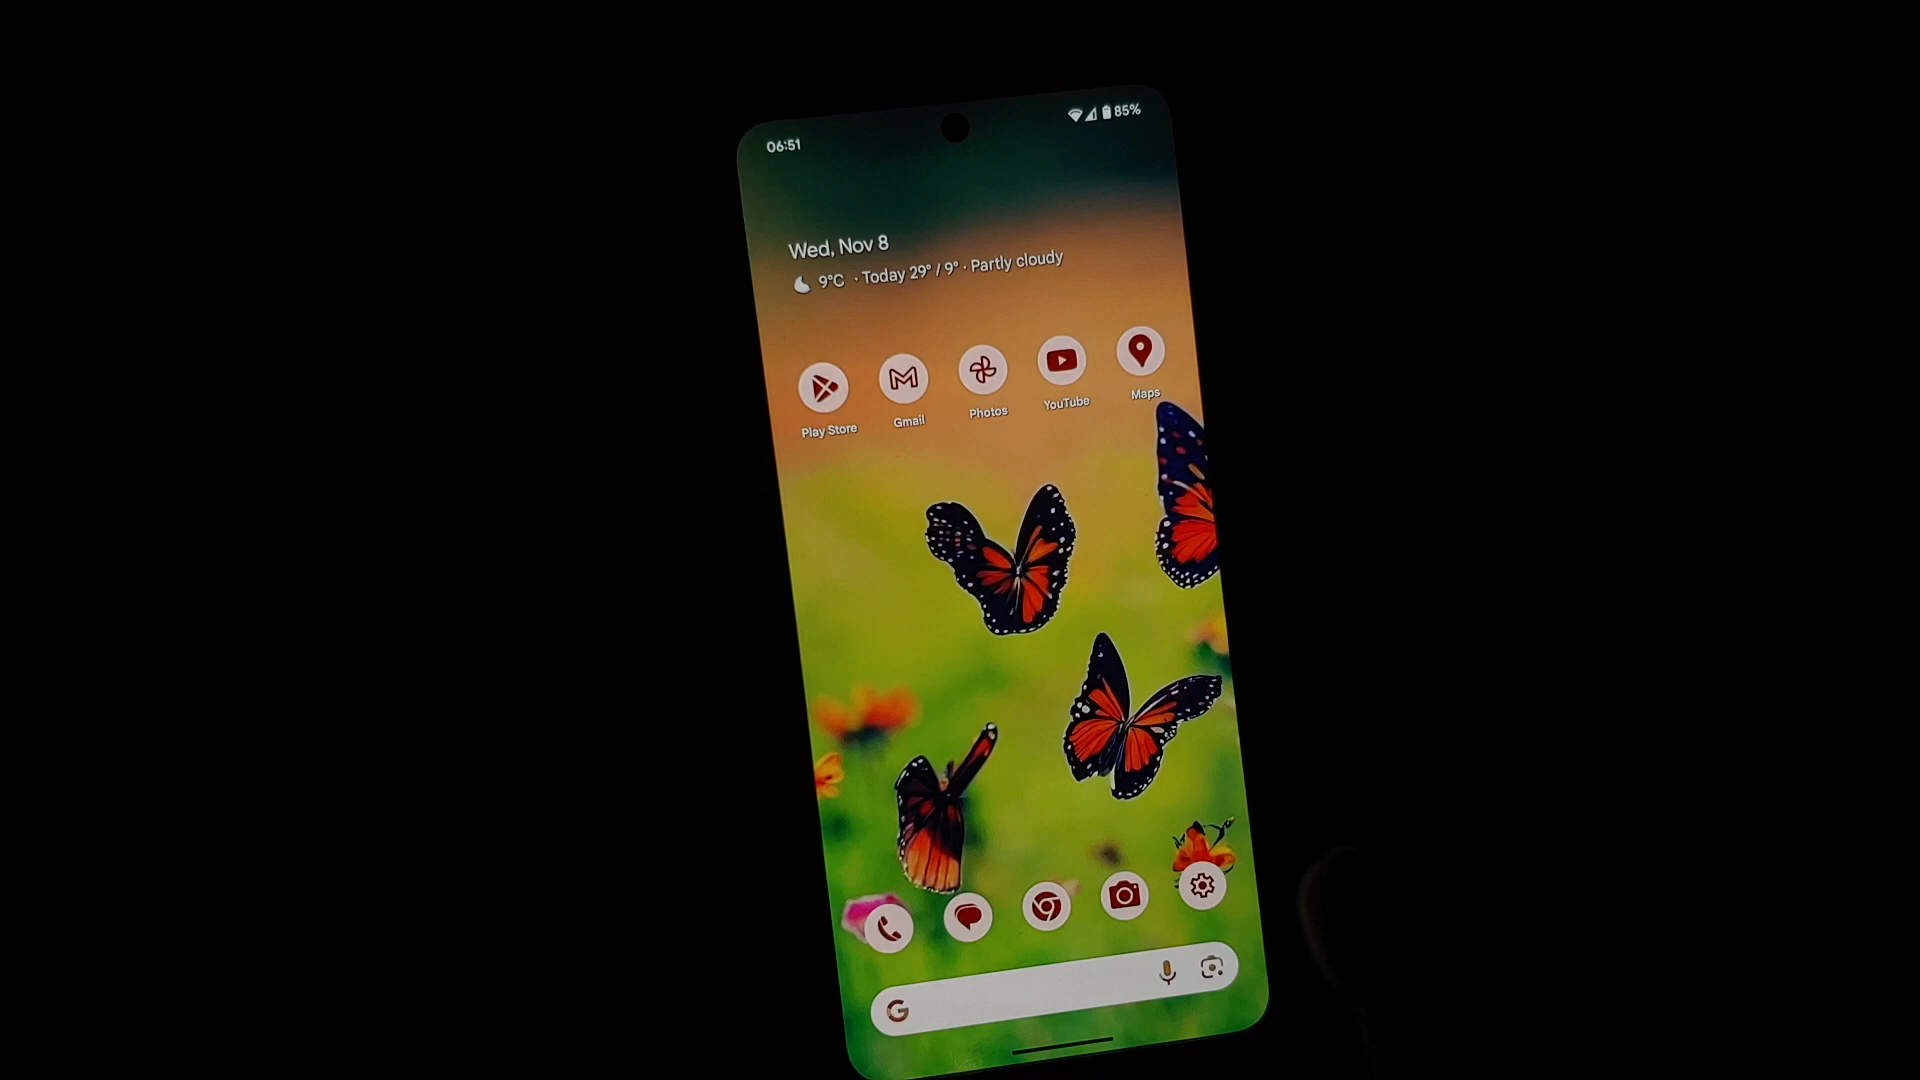 06:51
85%
Wed, Nov 8
9°C · Today 29° / 9° · Partly cloudy
Play Store
Gmail
Photos
YouTube
Maps
G